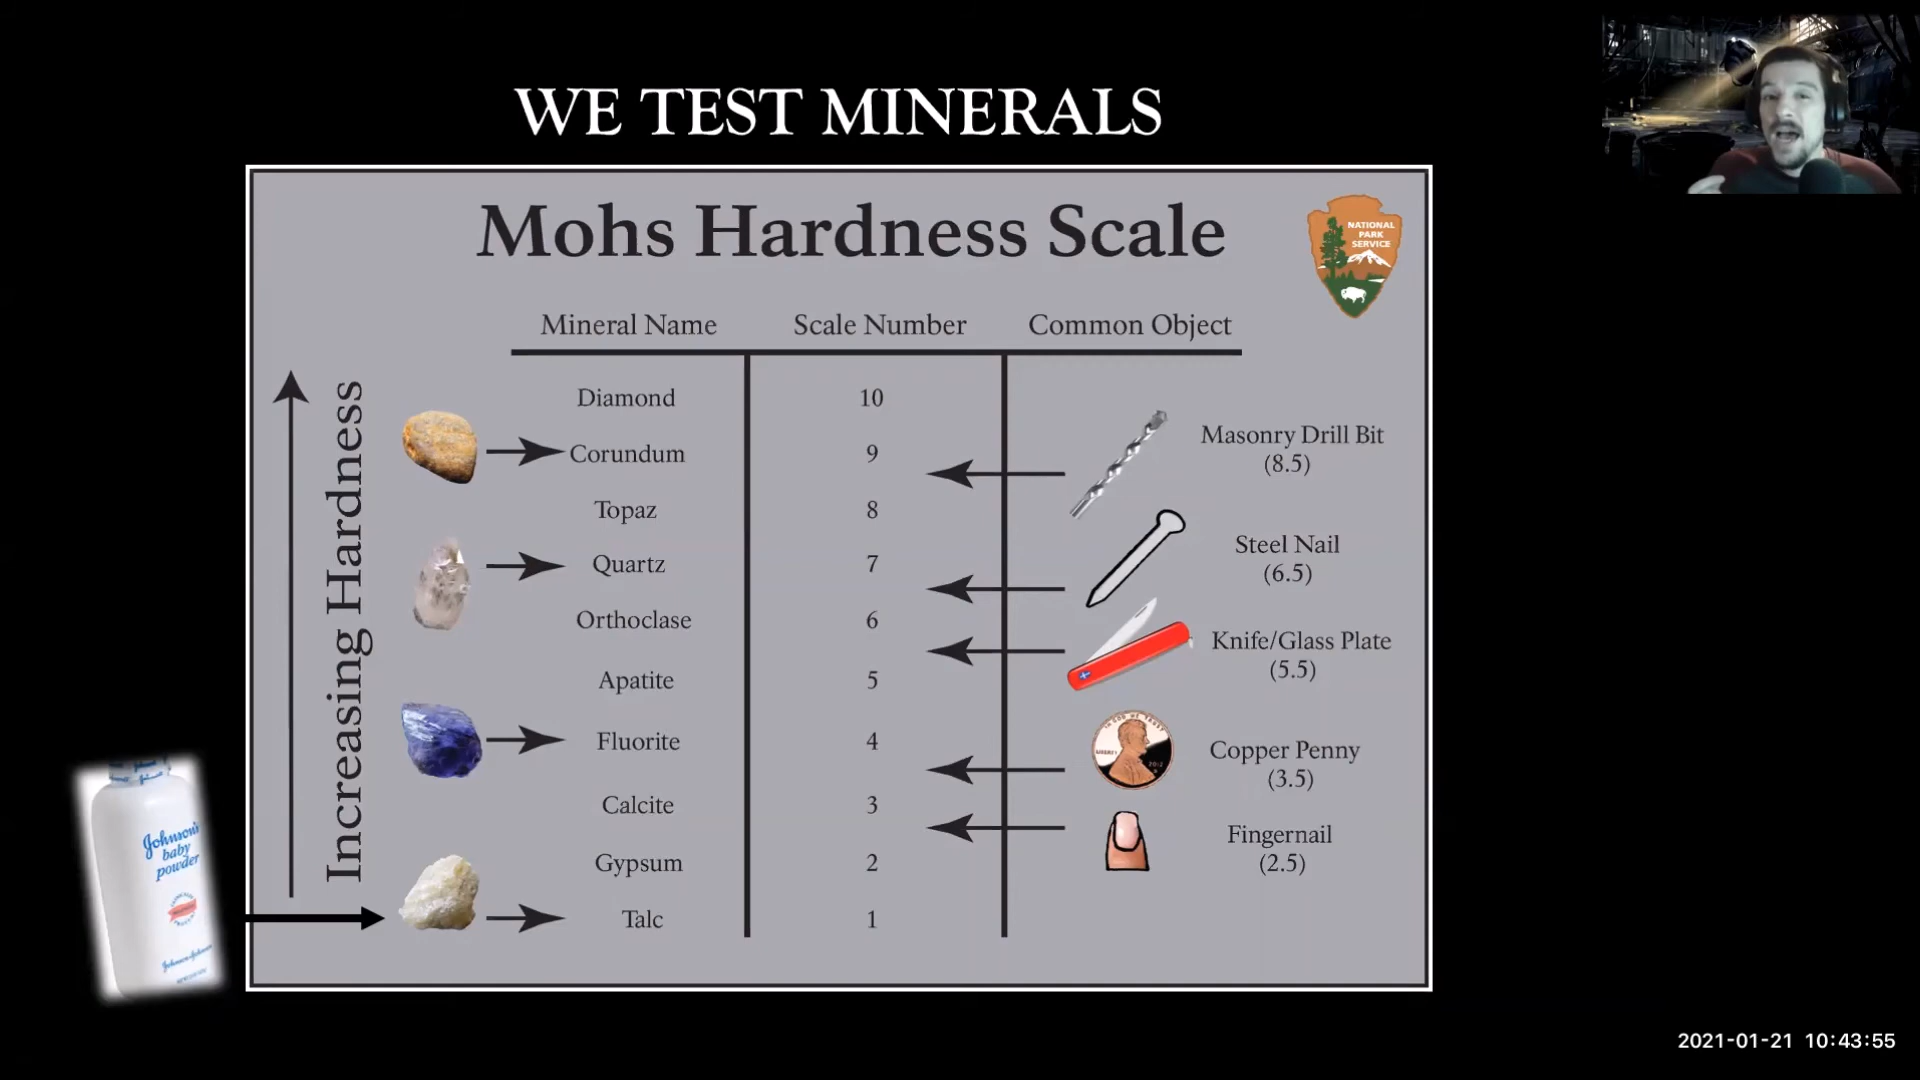 WE TEST MINERALS
Mohs Hardness Scale
NATIONAL
PARK
SERVICE
Mineral Name Scale Number Common Object
Increasing Hardness
Diamond 10
Masonry Drill Bit
(8.5)
Corundum 9
Topaz 8
Steel Nail
(6.5)
Quartz 7
Orthoclase 6
Knife/Glass Plate
(5.5)
Apatite 5
Fluorite 4
Copper Penny
(3.5)
LIBERTY
Calcite 3
Fingernail
(2.5)
Gypsum 2
Talc 1
Johnson's
baby
powder
Johnson & Johnson
2021-01-21 10:43:55